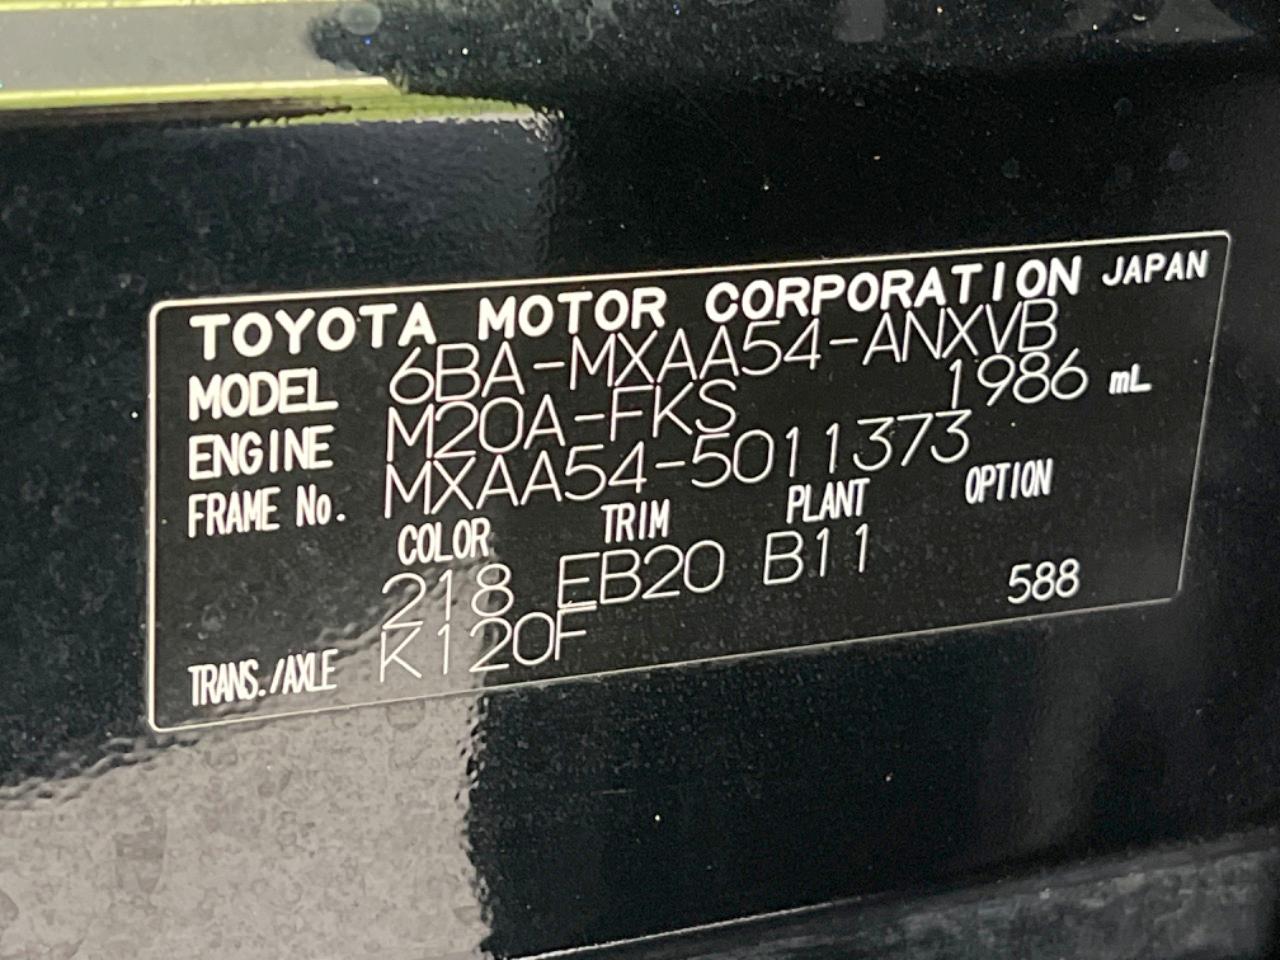 TOYOTA MOTOR CORPORATION JAPAN
MODEL 6BA-MXAA54-ANXVB
ENGINE M20A-FKS 1986 mL
FRAME No. MXAA54-5011373
COLOR TRIM PLANT OPTION
218 EB20 B11 588
TRANS./AXLE K120F